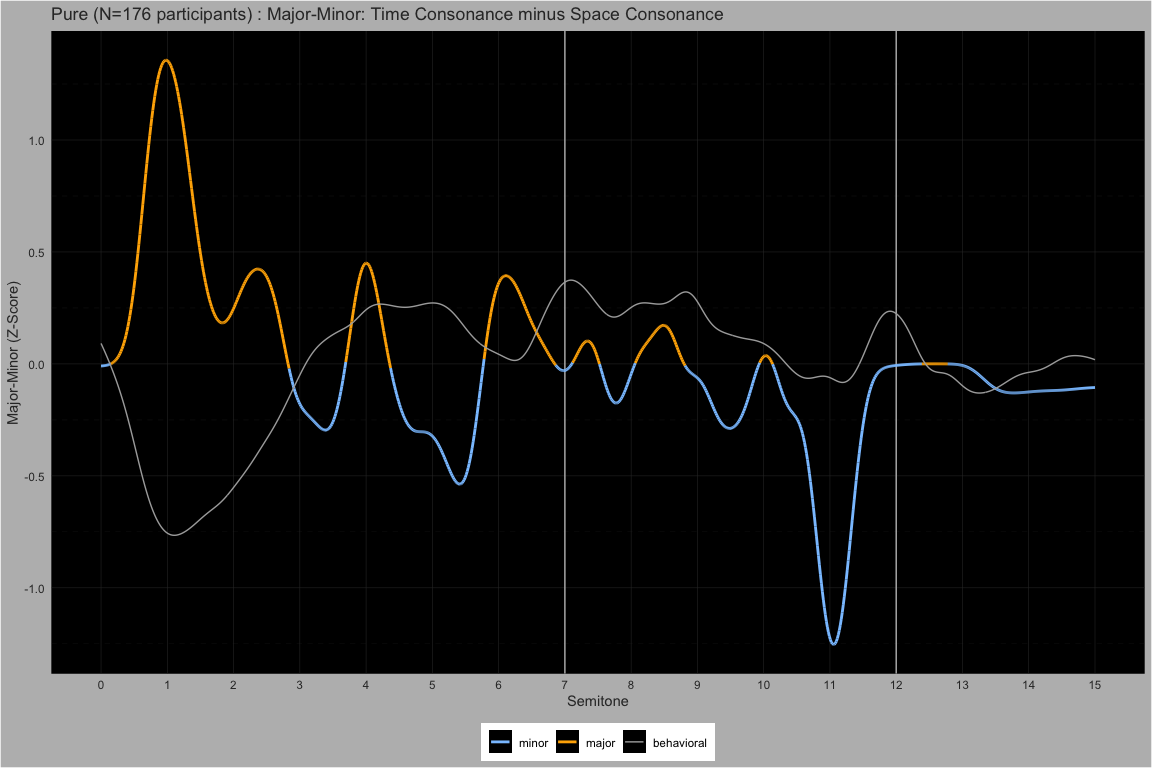 Pure (N=176 participants) : Major-Minor: Time Consonance minus Space Consonance
Major-Minor (Z-Score)
1.0
0.5
0.0
-0.5
-1.0
0 1 2 3 4 5 6 7 8 9 10 11 12 13 14 15
Semitone
minor major behavioral